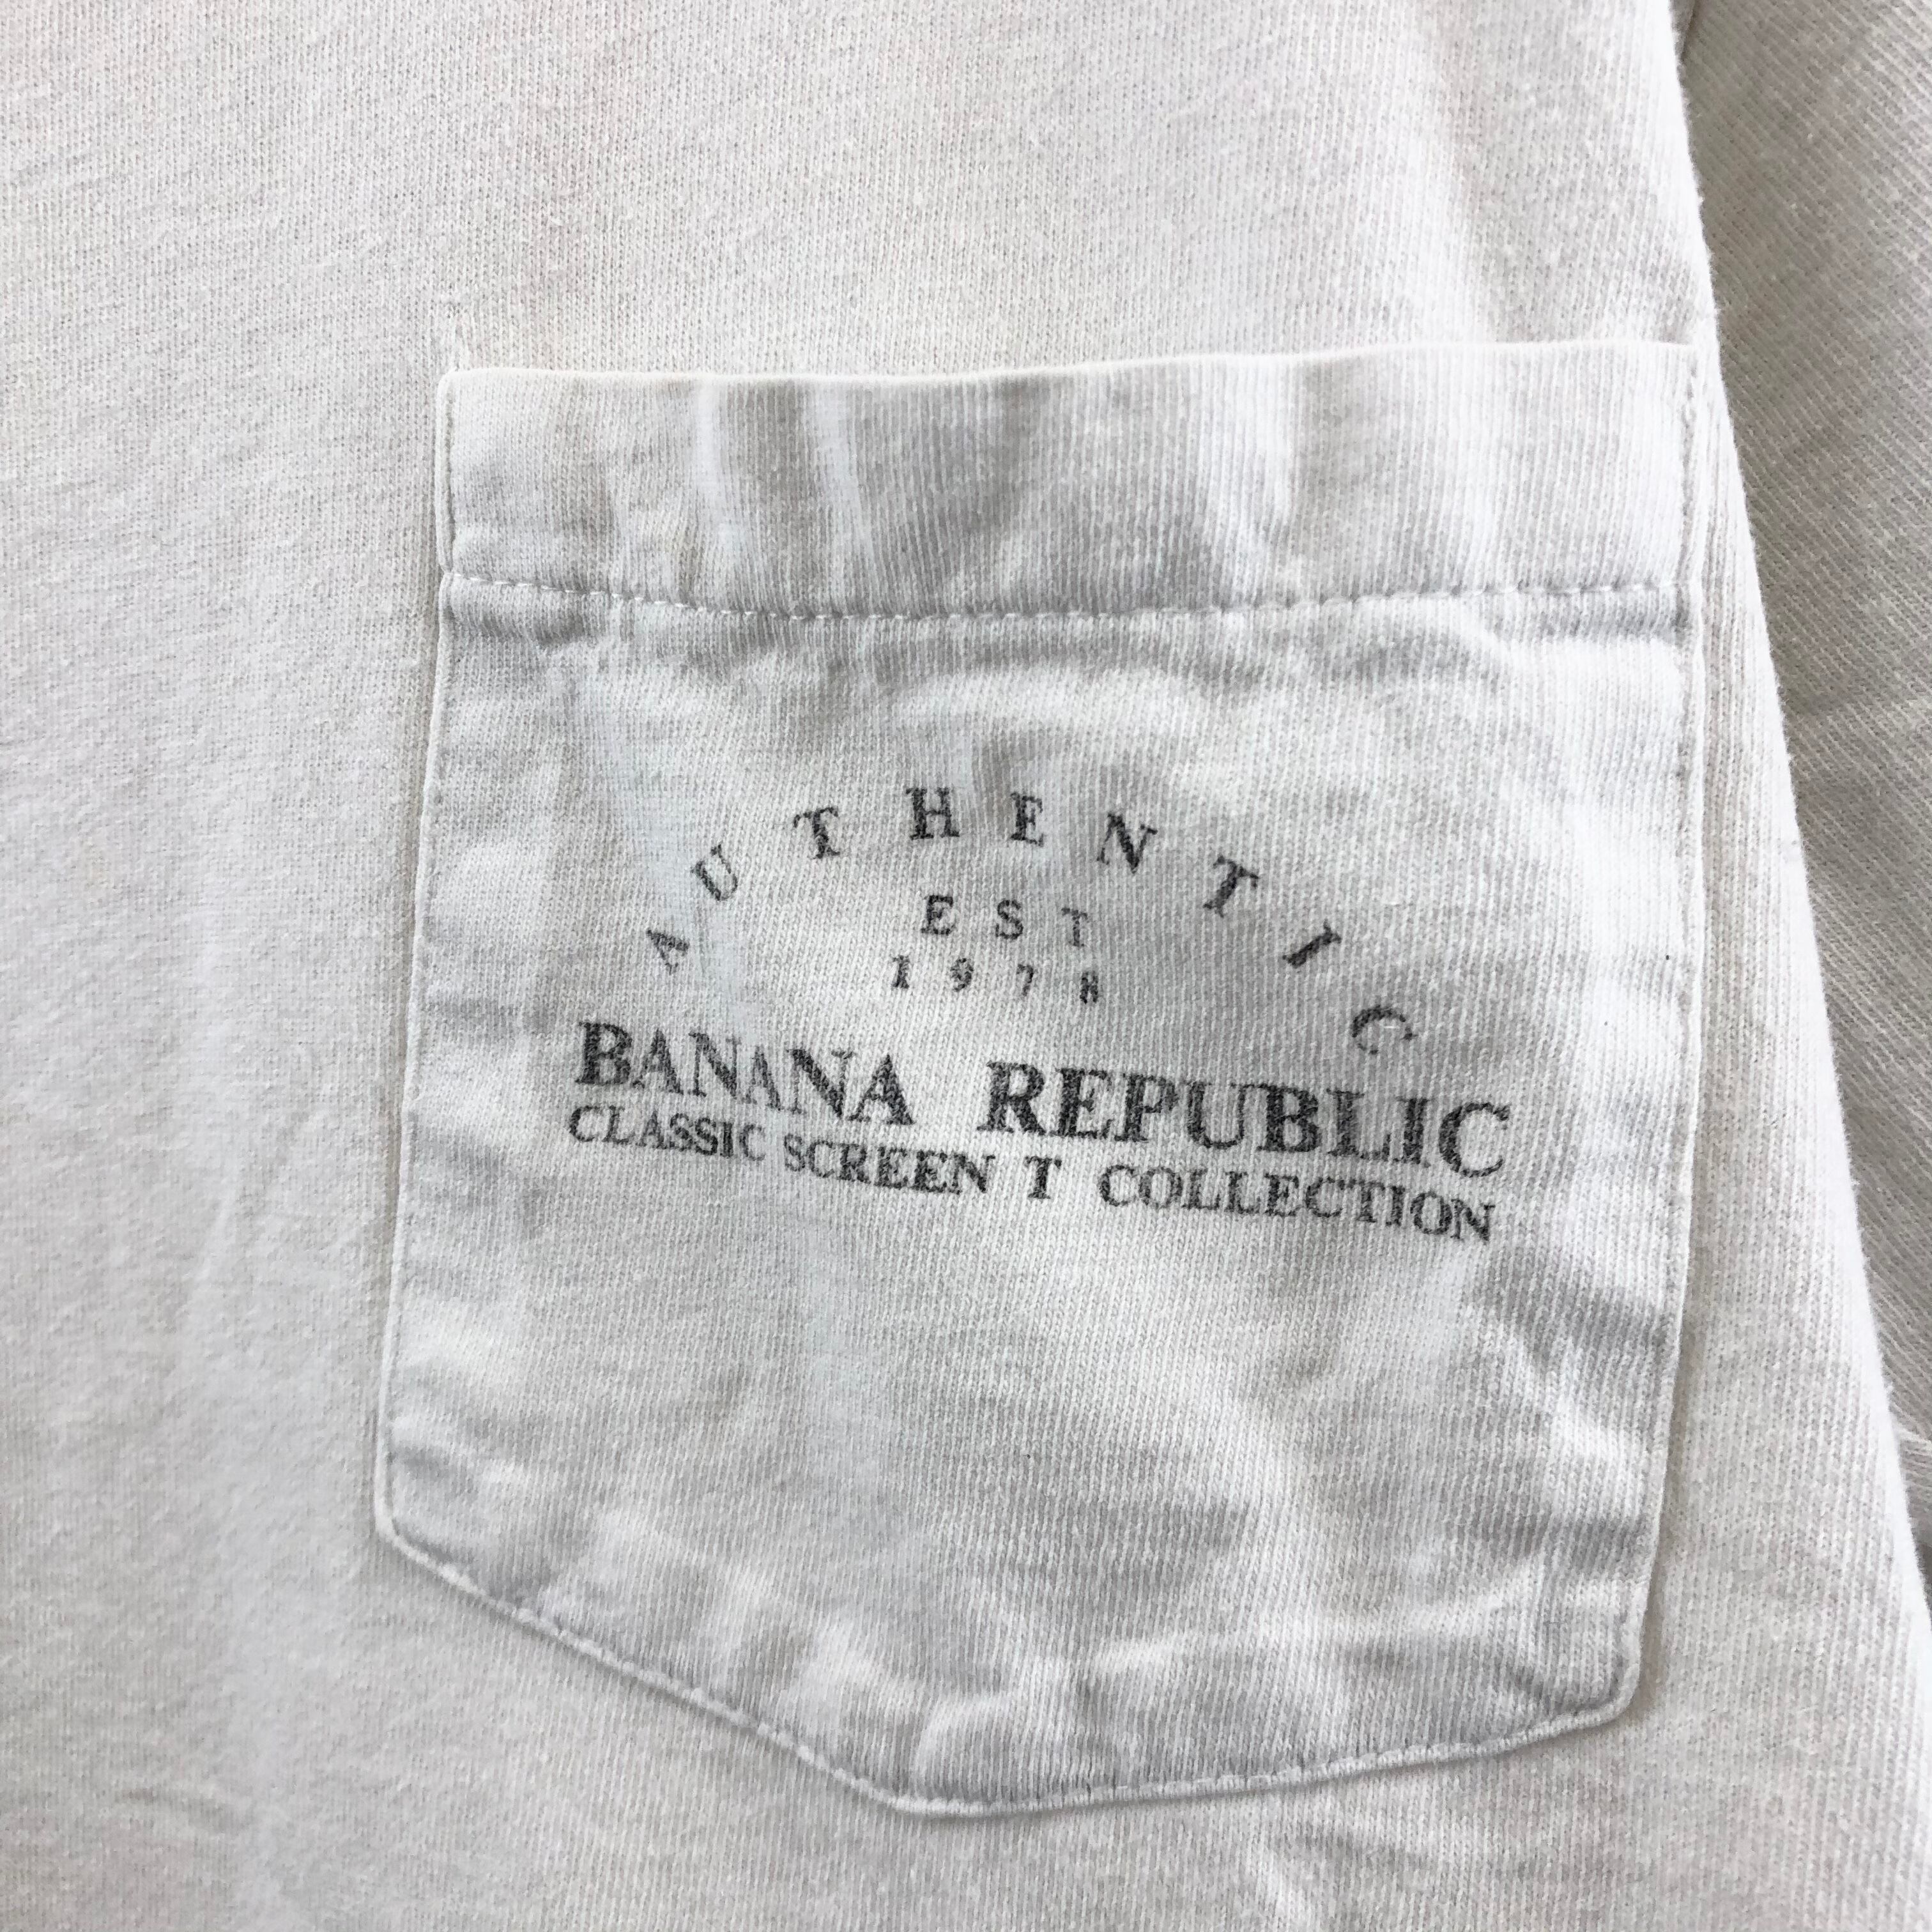 AUTHENTIC
EST
1978
BANANA REPUBLIC
CLASSIC SCREEN T COLLECTION